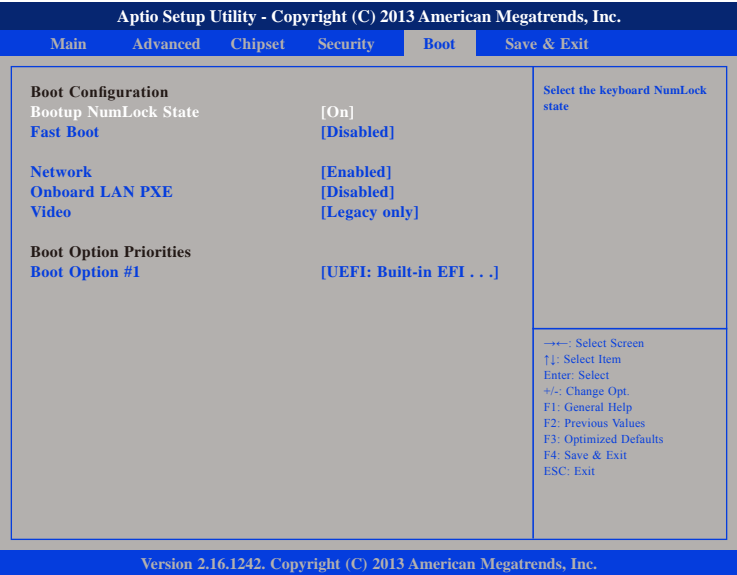 Aptio Setup Utility - Copyright (C) 2013 American Megatrends, Inc.
Main Advanced Chipset Security Boot Save & Exit
Boot Configuration
Bootup NumLock State [On]
Fast Boot [Disabled]
Network [Enabled]
Onboard LAN PXE [Disabled]
Video [Legacy only]
Boot Option Priorities
Boot Option #1 [UEFI: Built-in EFI . . .]
Select the keyboard NumLock
state
→←: Select Screen
↑↓: Select Item
Enter: Select
+/-: Change Opt.
F1: General Help
F2: Previous Values
F3: Optimized Defaults
F4: Save & Exit
ESC: Exit
Version 2.16.1242. Copyright (C) 2013 American Megatrends, Inc.